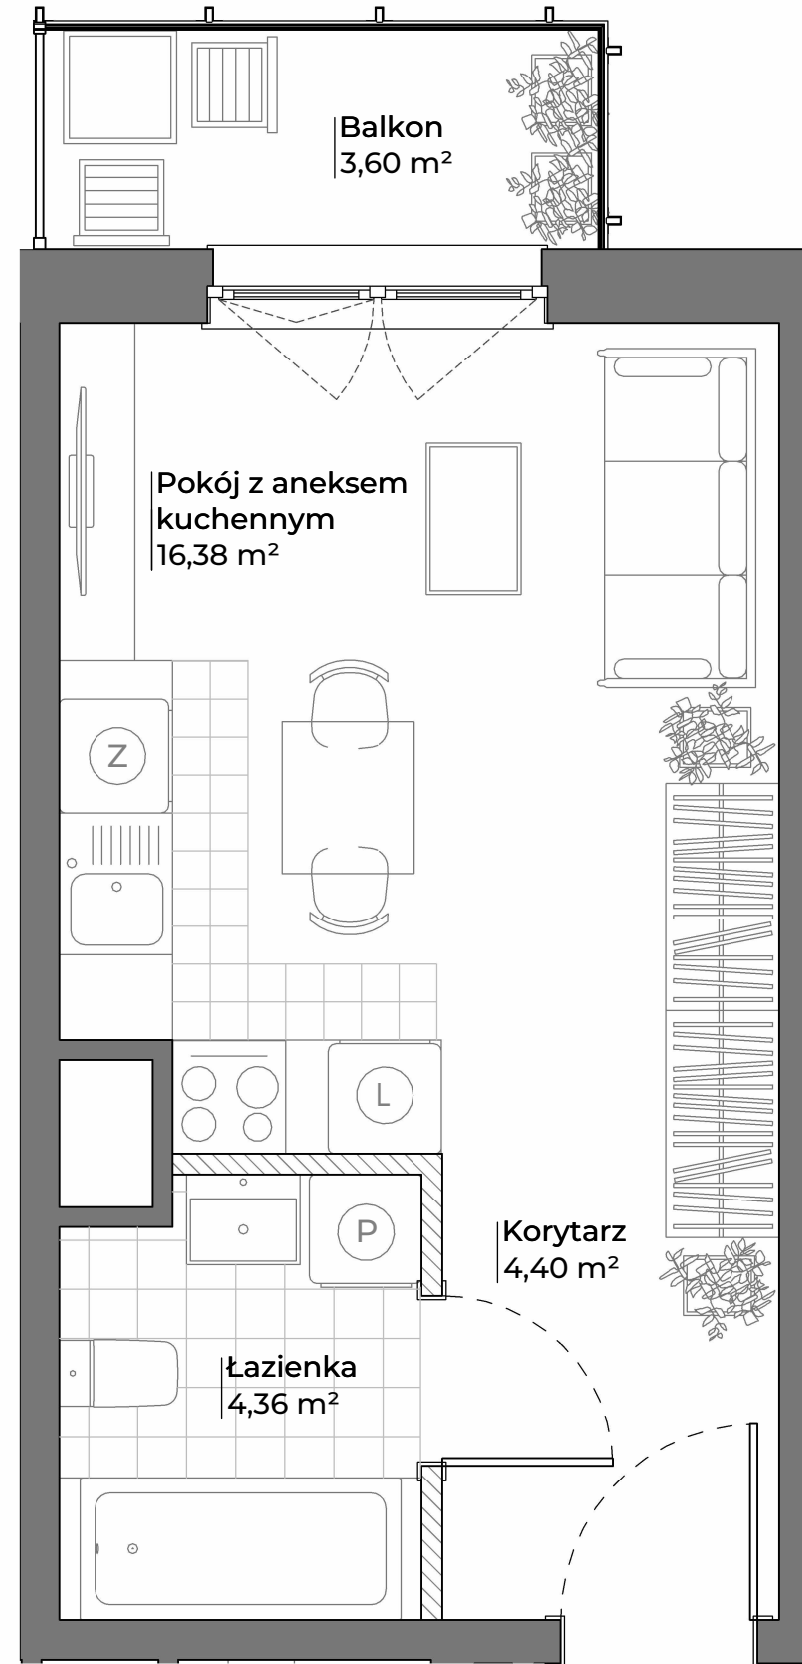 Balkon
3,60 m²
Pokój z aneksem
kuchennym
16,38 m²
Z
L
P
Korytarz
4,40 m²
Łazienka
4,36 m²